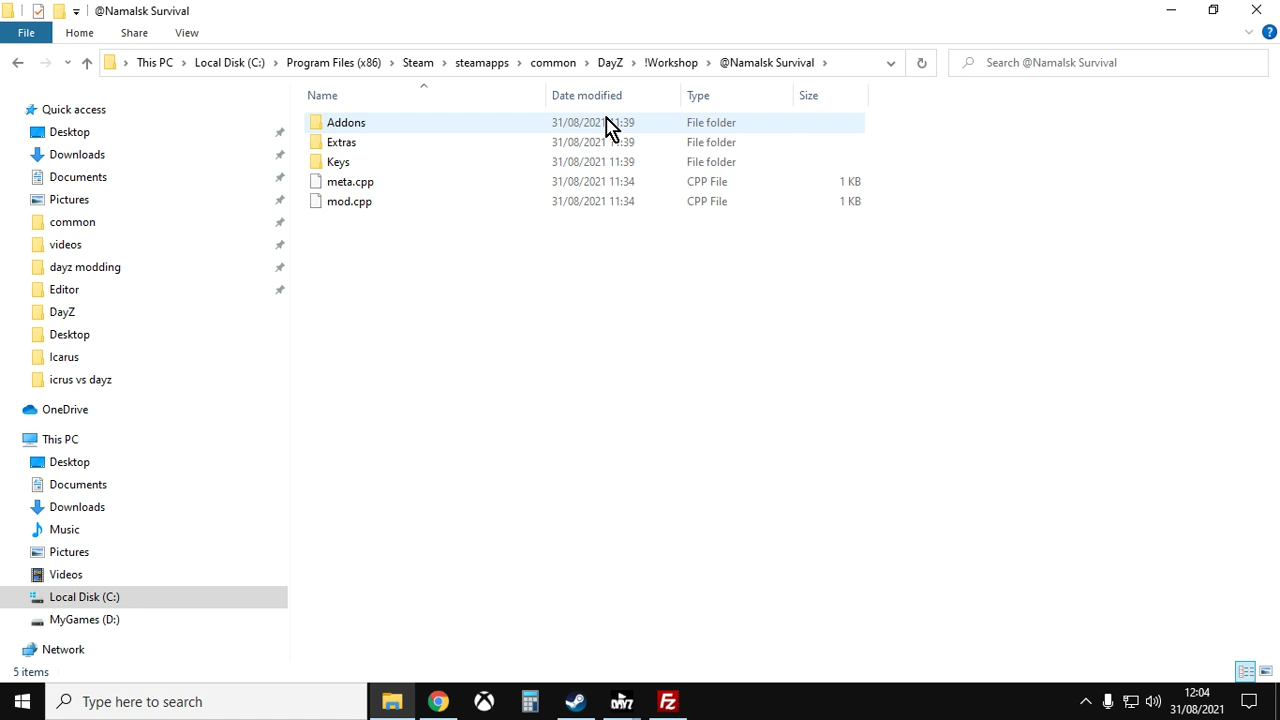 @Namalsk Survival
File Home Share View
This PC Local Disk (C:) Program Files (x86) Steam steamapps common DayZ !Workshop @Namalsk Survival
Search @Namalsk Survival
Name Date modified Type Size
Addons 31/08/2021 11:39 File folder
Extras 31/08/2021 11:39 File folder
Keys 31/08/2021 11:39 File folder
meta.cpp 31/08/2021 11:34 CPP File 1 KB
mod.cpp 31/08/2021 11:34 CPP File 1 KB
Quick access
Desktop
Downloads
Documents
Pictures
common
videos
dayz modding
Editor
DayZ
Desktop
Icarus
icrus vs dayz
OneDrive
This PC
Desktop
Documents
Downloads
Music
Pictures
Videos
Local Disk (C:)
MyGames (D:)
Network
5 items
Type here to search
DAYZ
FZ
12:04
31/08/2021